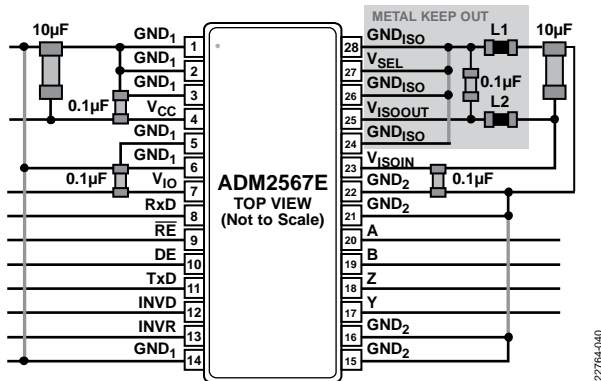 METAL KEEP OUT
10µF
GND1
1
28
GNDISO
L1
10µF
GND1
2
27
VSEL
GND1
3
26
GNDISO
0.1µF
0.1µF
VCC
4
25
VISOOUT
L2
GND1
5
24
GNDISO
GND1
6
23
VISOIN
0.1µF
VIO
7
22
GND2
0.1µF
RxD
8
21
GND2
RE
9
20
A
DE
10
19
B
TxD
11
18
Z
INVD
12
17
Y
INVR
13
16
GND2
GND1
14
15
GND2
ADM2567E
TOP VIEW
(Not to Scale)
22764-040